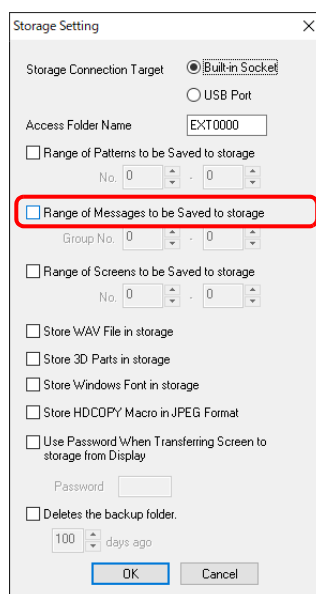 Storage Setting
Storage Connection Target Built-in Socket
USB Port
Access Folder Name EXT0000
Range of Patterns to be Saved to storage
No. 0 - 0
Range of Messages to be Saved to storage
Group No. 0 - 0
Range of Screens to be Saved to storage
No. 0 - 0
Store WAV File in storage
Store 3D Parts in storage
Store Windows Font in storage
Store HDCOPY Macro in JPEG Format
Use Password When Transferring Screen to
storage from Display
Password
Deletes the backup folder.
100 days ago
OK Cancel